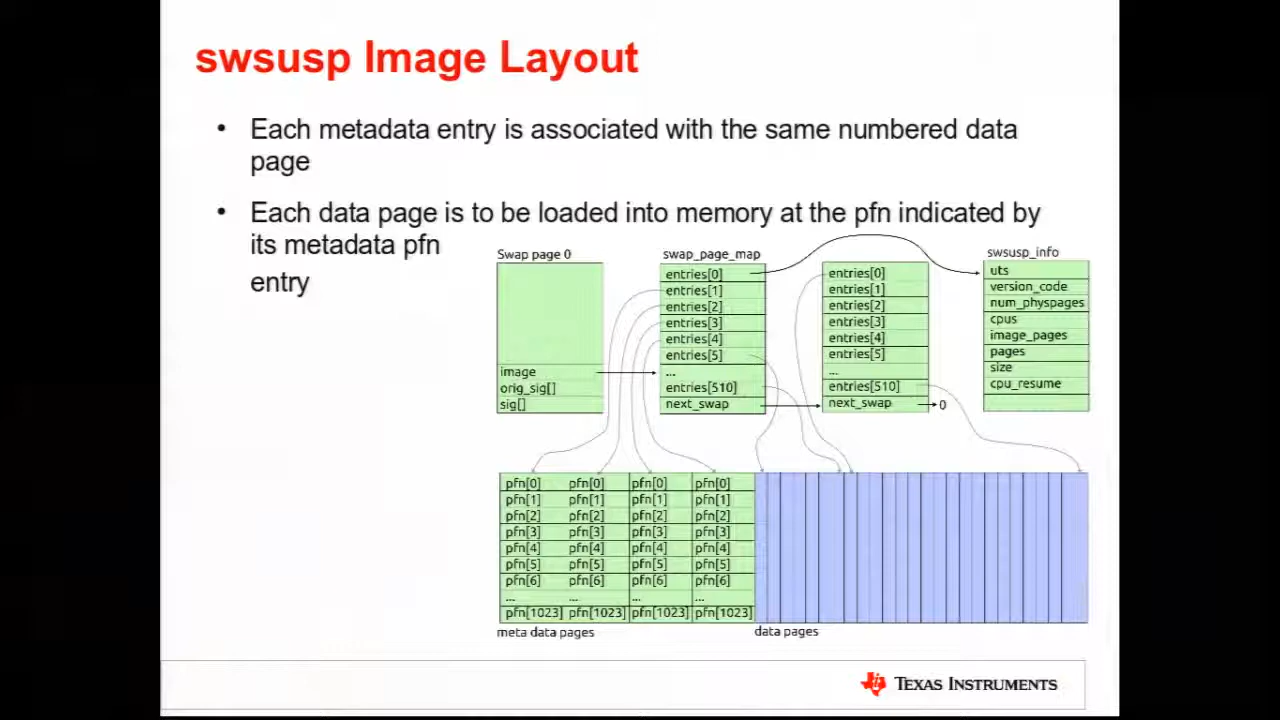 swsusp Image Layout
• Each metadata entry is associated with the same numbered data
page
• Each data page is to be loaded into memory at the pfn indicated by
its metadata pfn
entry
Swap page 0
image
orig_sig[]
sig[]
swap_page_map
entries[0]
entries[1]
entries[2]
entries[3]
entries[4]
entries[5]
...
entries[510]
next_swap
entries[0]
entries[1]
entries[2]
entries[3]
entries[4]
entries[5]
...
entries[510]
next_swap
0
swsusp_info
uts
version_code
num_physpages
cpus
image_pages
pages
size
cpu_resume
pfn[0] pfn[0] pfn[0] pfn[0]
pfn[1] pfn[1] pfn[1] pfn[1]
pfn[2] pfn[2] pfn[2] pfn[2]
pfn[3] pfn[3] pfn[3] pfn[3]
pfn[4] pfn[4] pfn[4] pfn[4]
pfn[5] pfn[5] pfn[5] pfn[5]
pfn[6] pfn[6] pfn[6] pfn[6]
... ... ... ...
pfn[1023] pfn[1023] pfn[1023] pfn[1023]
meta data pages
data pages
TEXAS INSTRUMENTS